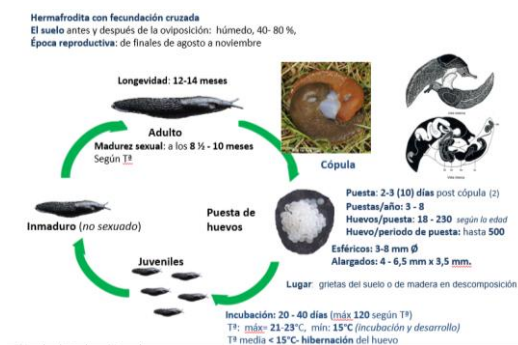 Hermafrodita con fecundación cruzada
El suelo antes y después de la oviposición: húmedo, 40- 80 %,
Época reproductiva: de finales de agosto a noviembre
Longevidad: 12-14 meses
Adulto
Madurez sexual: a los 8 ½ - 10 meses
Según Tª
Cópula
Puesta: 2-3 (10) días post cópula (2)
Puestas/año: 3 - 8
Huevos/puesta: 18 - 230 según la edad
Huevo/periodo de puesta: hasta 500
Esféricos: 3-8 mm Ø
Alargados: 4 - 6,5 mm x 3,5 mm.
Puesta de
huevos
Inmaduro (no sexuado)
Juveniles
Lugar: grietas del suelo o de madera en descomposición
Incubación: 20 - 40 días (máx 120 según Tª)
Tª: máx= 21-23°C, mín: 15°C (incubación y desarrollo)
Tª media < 15°C- hibernación del huevo